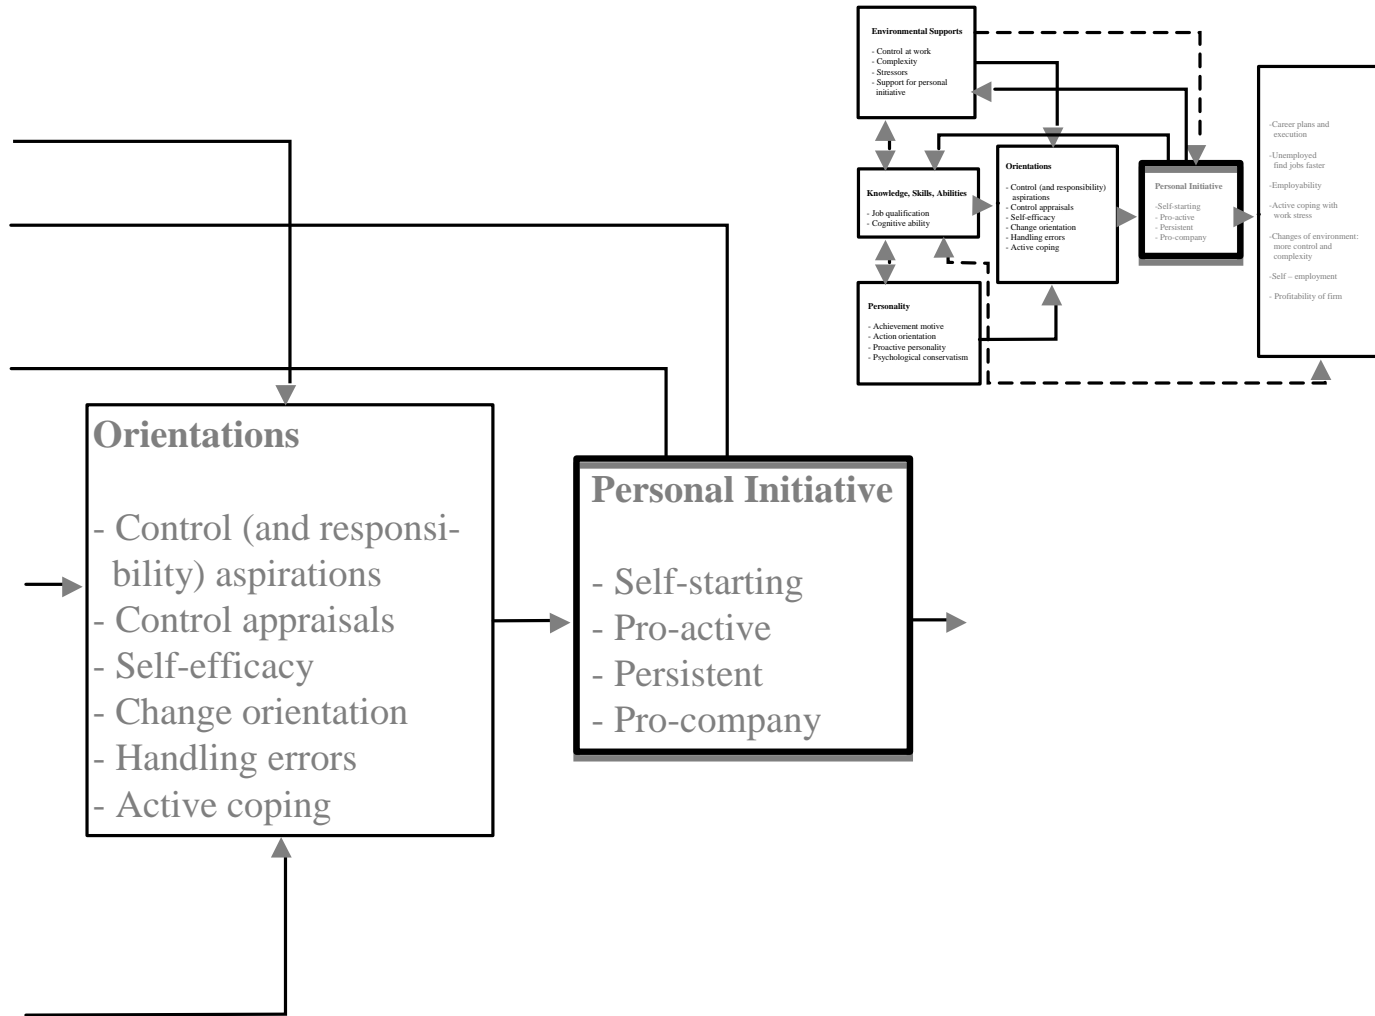 Environmental Supports
- Control at work
- Complexity
- Stressors
- Support for personal
initiative
Knowledge, Skills, Abilities
- Job qualification
- Cognitive ability
Personality
- Achievement motive
- Action orientation
- Proactive personality
- Psychological conservatism
Orientations
- Control (and responsibility)
aspirations
- Control appraisals
- Self-efficacy
- Change orientation
- Handling errors
- Active coping
Personal Initiative
-Self-starting
- Pro-active
- Persistent
- Pro-company
-Career plans and
execution
-Unemployed
find jobs faster
-Employability
-Active coping with
work stress
-Changes of environment:
more control and
complexity
-Self – employment
- Profitability of firm
Orientations
- Control (and responsi-
bility) aspirations
- Control appraisals
- Self-efficacy
- Change orientation
- Handling errors
- Active coping
Personal Initiative
- Self-starting
- Pro-active
- Persistent
- Pro-company